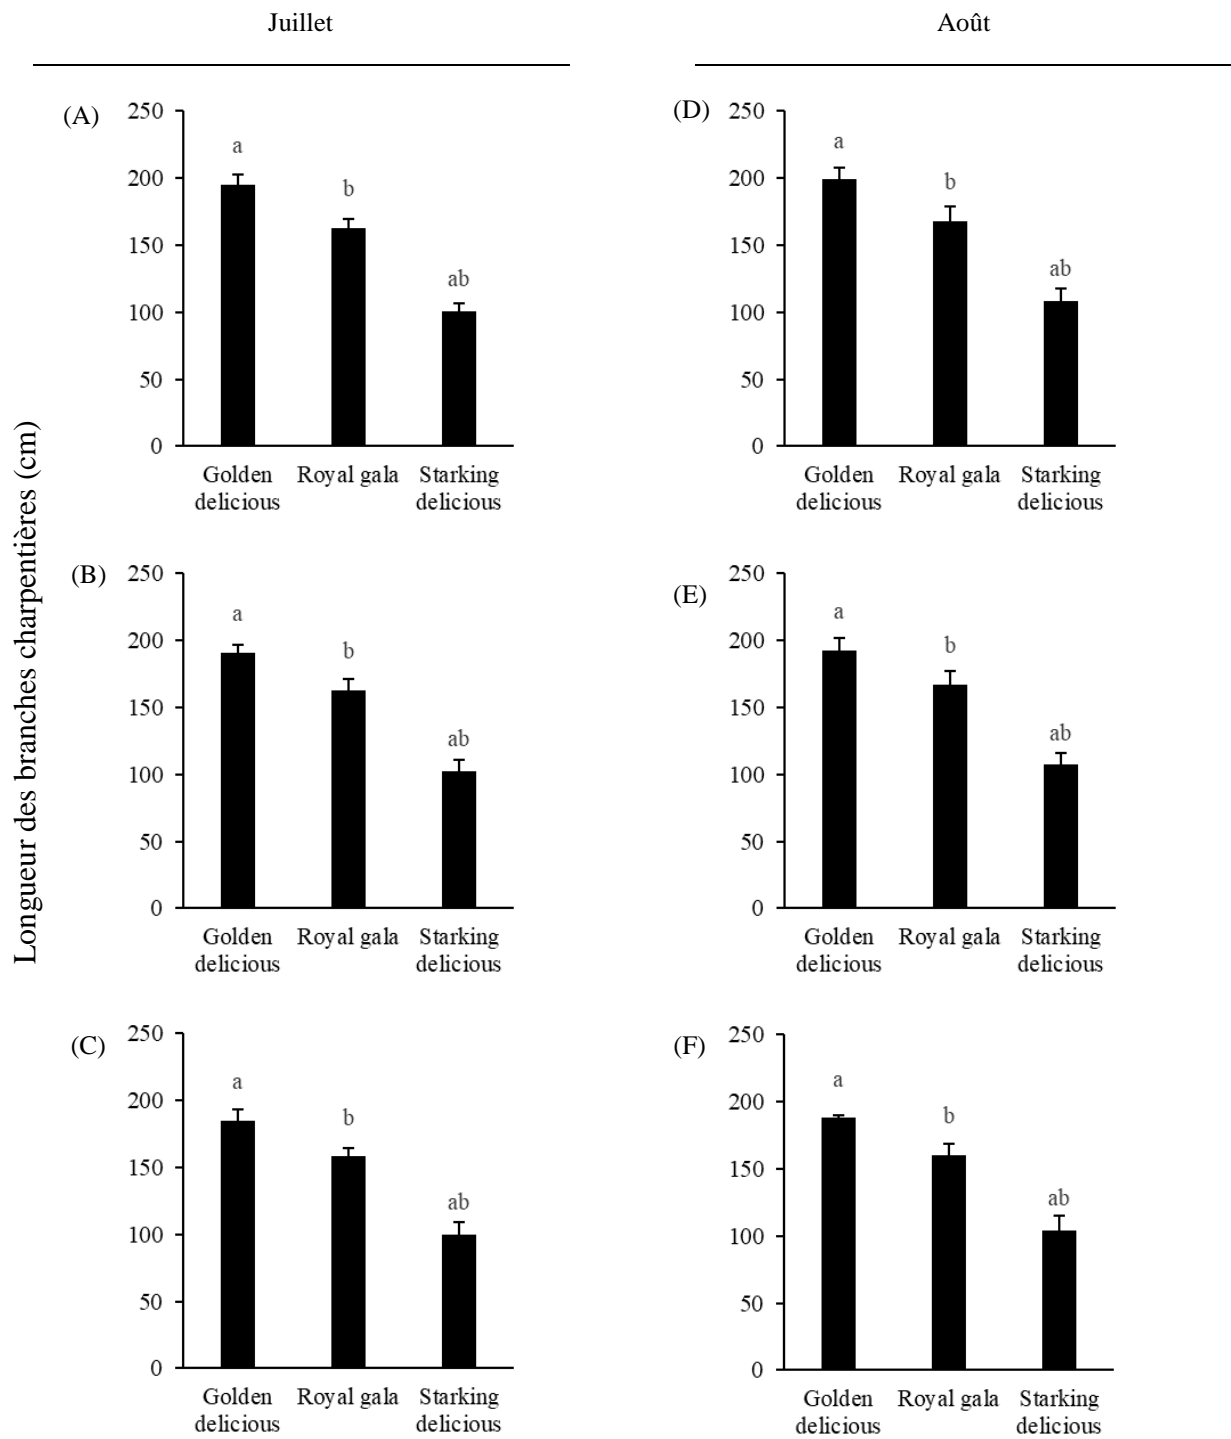 Juillet
Août
Longueur des branches charpentières (cm)
(A)
250
200
150
100
50
0
a
b
ab
Golden delicious
Royal gala
Starking delicious
(D)
250
200
150
100
50
0
a
b
ab
Golden delicious
Royal gala
Starking delicious
(B)
250
200
150
100
50
0
a
b
ab
Golden delicious
Royal gala
Starking delicious
(E)
250
200
150
100
50
0
a
b
ab
Golden delicious
Royal gala
Starking delicious
(C)
250
200
150
100
50
0
a
b
ab
Golden delicious
Royal gala
Starking delicious
(F)
250
200
150
100
50
0
a
b
ab
Golden delicious
Royal gala
Starking delicious